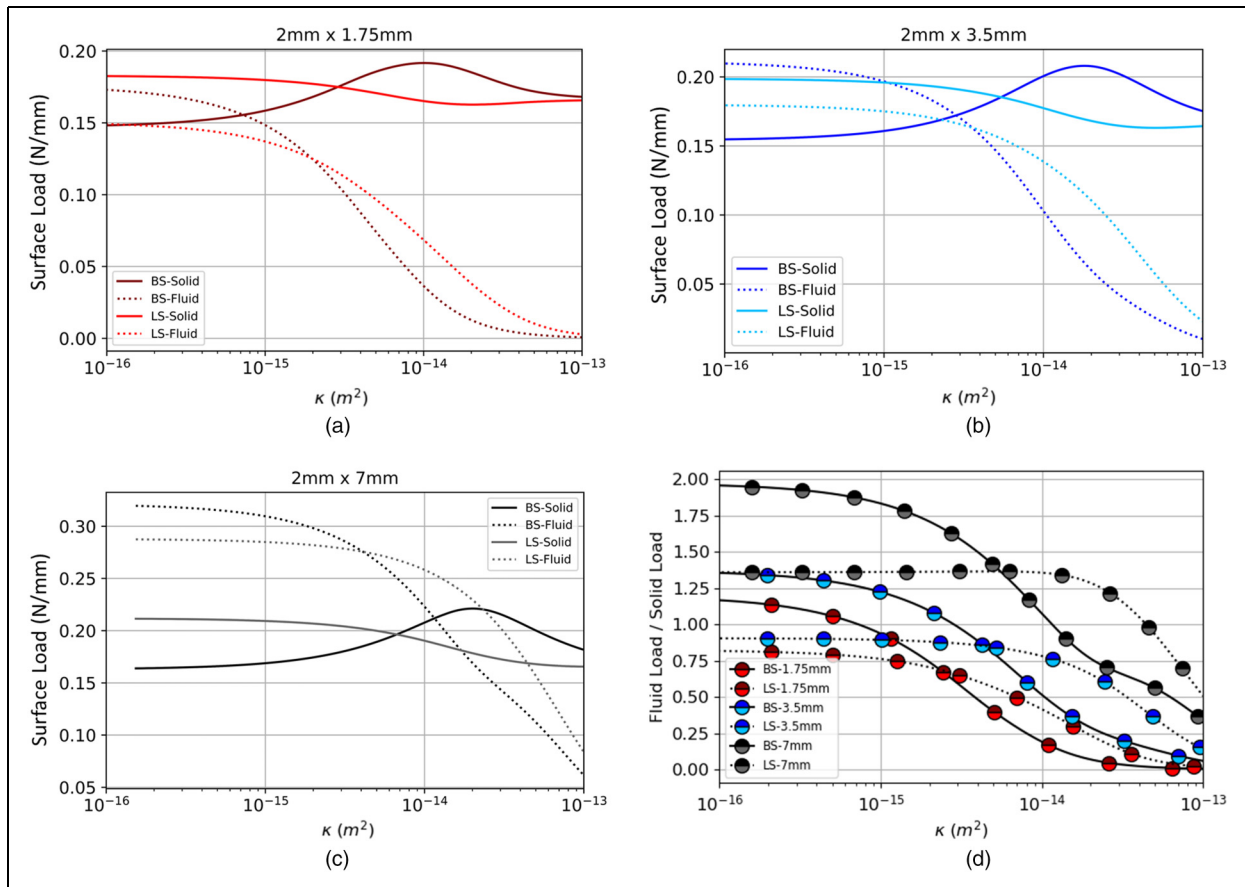 2mm x 1.75mm
Surface Load (N/mm)
0.20
0.15
0.10
0.05
0.00
BS-Solid
BS-Fluid
LS-Solid
LS-Fluid
10⁻¹⁶ 10⁻¹⁵ 10⁻¹⁴ 10⁻¹³
κ (m²)
(a)
2mm x 3.5mm
Surface Load (N/mm)
0.20
0.15
0.10
0.05
BS-Solid
BS-Fluid
LS-Solid
LS-Fluid
10⁻¹⁶ 10⁻¹⁵ 10⁻¹⁴ 10⁻¹³
κ (m²)
(b)
2mm x 7mm
Surface Load (N/mm)
0.30
0.25
0.20
0.15
0.10
0.05
BS-Solid
BS-Fluid
LS-Solid
LS-Fluid
10⁻¹⁶ 10⁻¹⁵ 10⁻¹⁴ 10⁻¹³
κ (m²)
(c)
Fluid Load / Solid Load
2.00
1.75
1.50
1.25
1.00
0.75
0.50
0.25
0.00
BS-1.75mm
LS-1.75mm
BS-3.5mm
LS-3.5mm
BS-7mm
LS-7mm
10⁻¹⁶ 10⁻¹⁵ 10⁻¹⁴ 10⁻¹³
κ (m²)
(d)